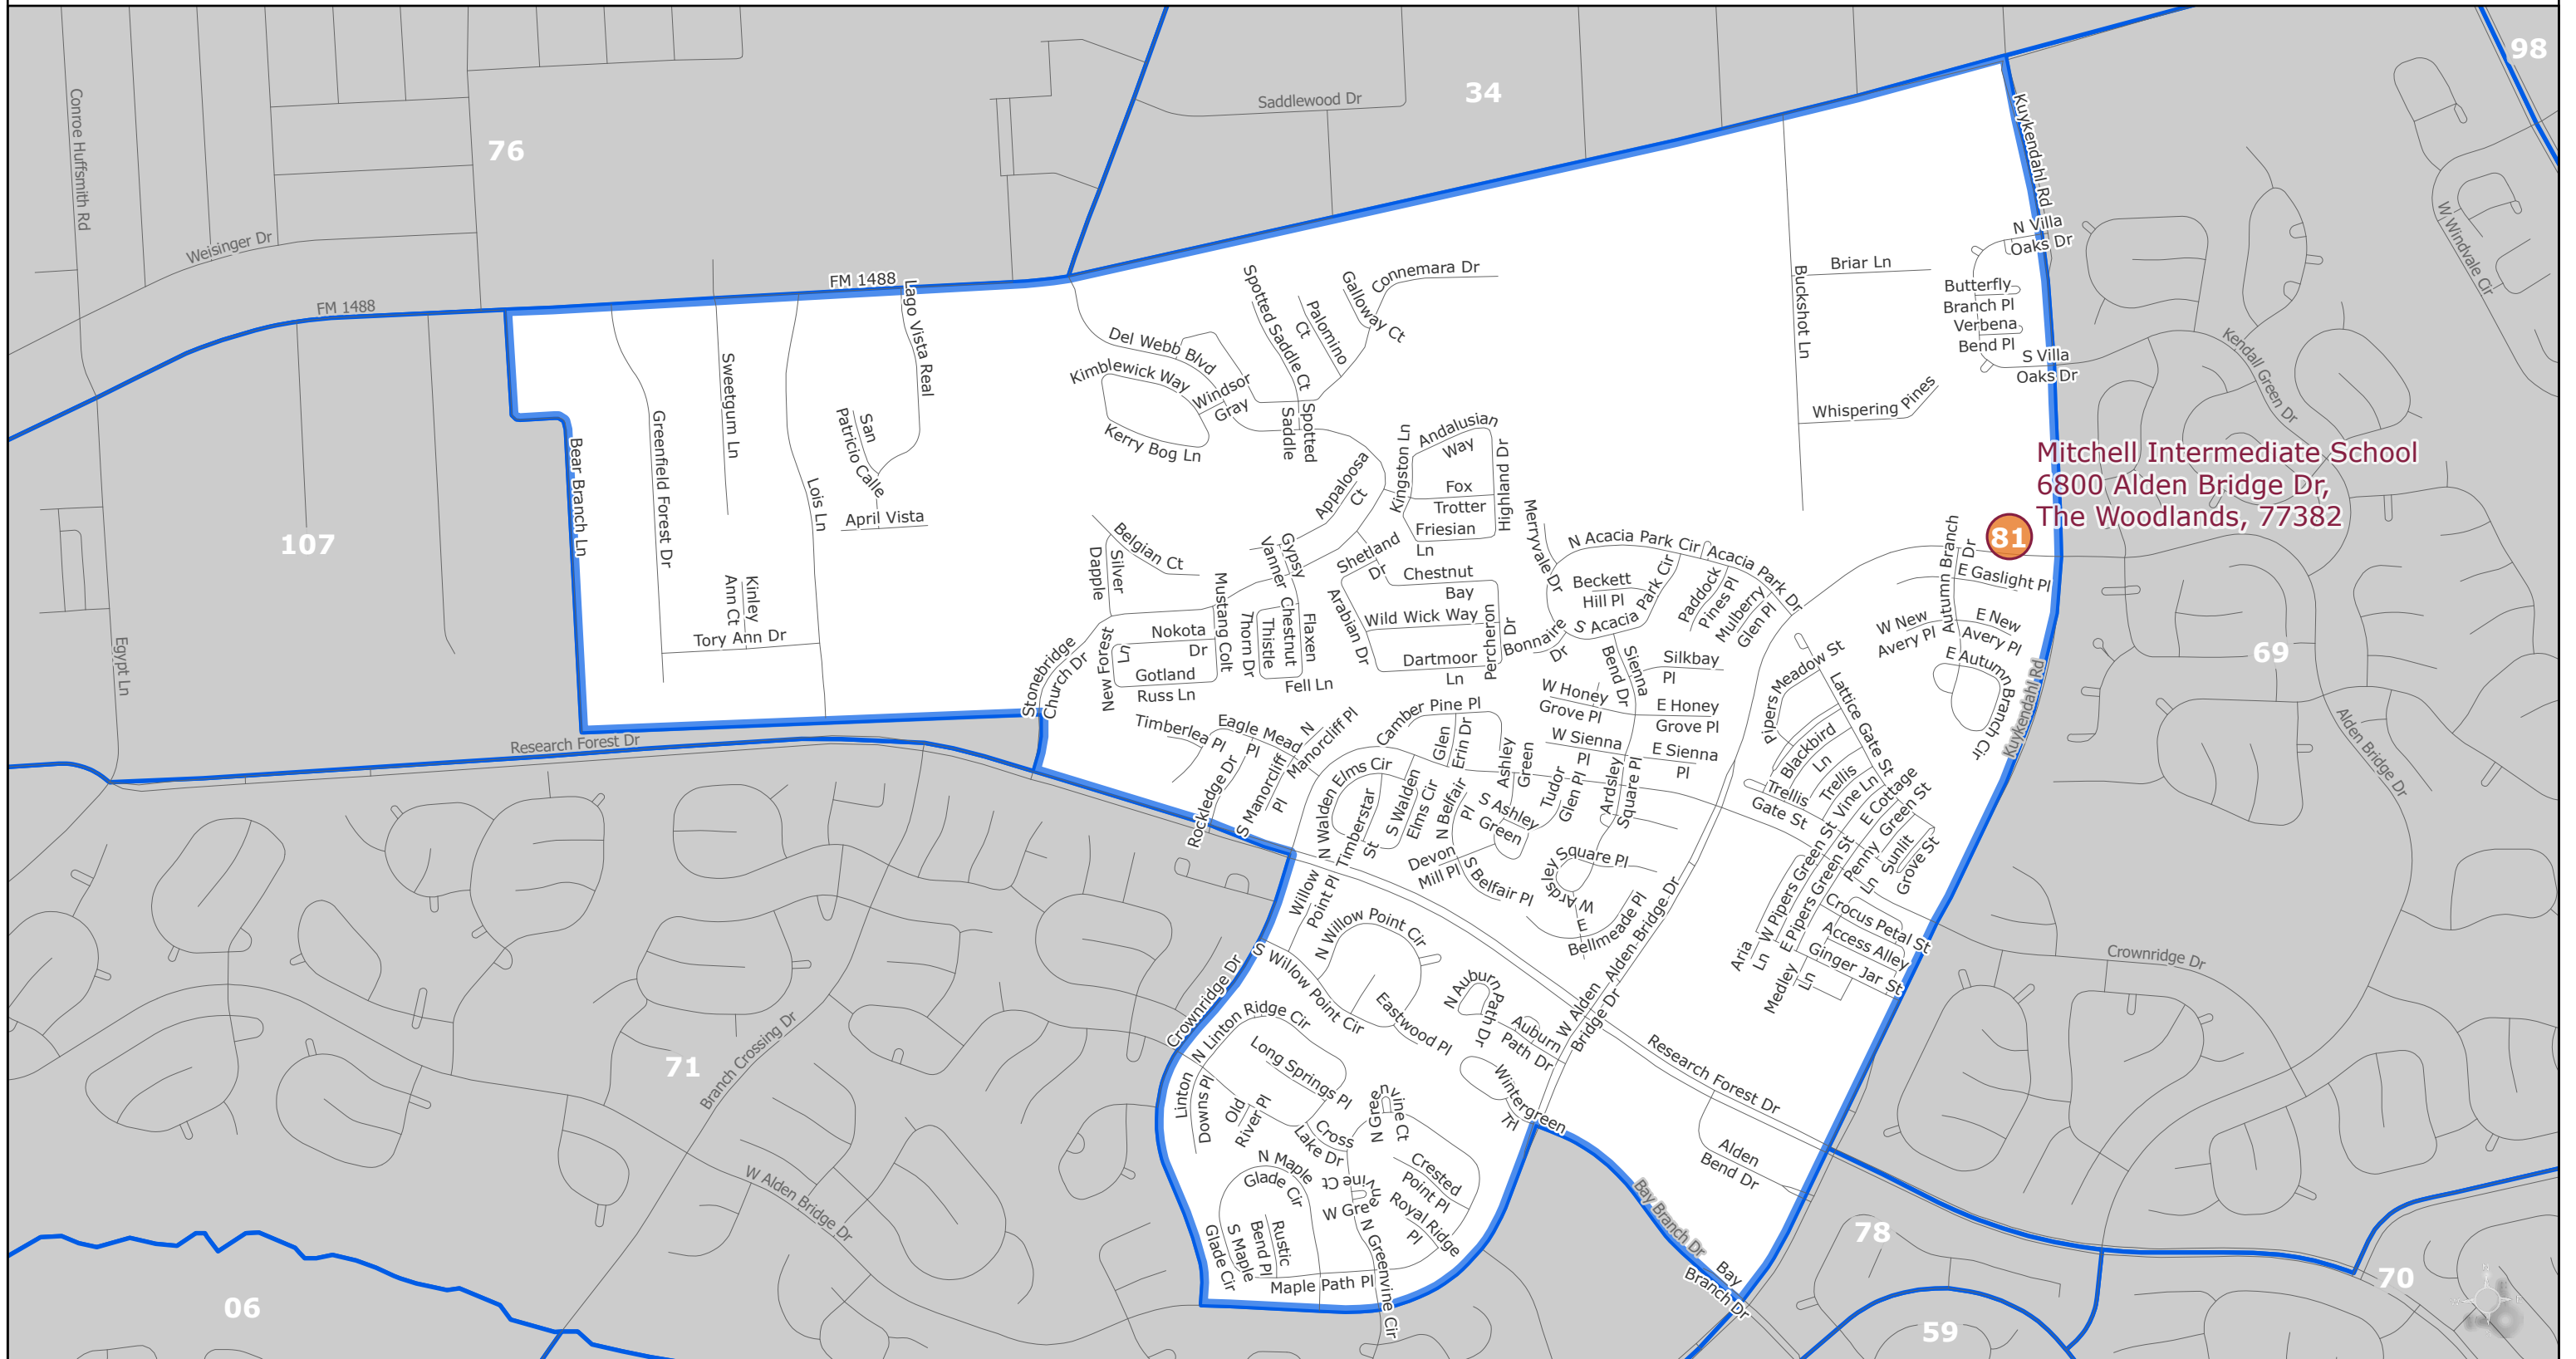 98
34
Saddlewood Dr
Conroe Huffsmith Rd
76
Kuykendahl Rd
W Windvale Cir
Weisinger Dr
N Villa
Oaks Dr
FM 1488
FM 1488
Lago Vista Real
Spotted Saddle Ct
Palomino
Ct
Galloway Ct
Connemara Dr
Buckshot Ln
Briar Ln
Butterfly
Branch Pl
Verbena
Bend Pl
S Villa
Oaks Dr
Kendall Green Dr
Del Webb Blvd
Kimblewick Way
Windsor
Gray
Kerry Bog Ln
Spotted
Saddle
Whispering Pines
Sweetgum Ln
Greenfield Forest Dr
San
Patricio Calle
Bear Branch Ln
Lois Ln
April Vista
Appaloosa
Ct
Kingston Ln
Andalusian
Way
Highland Dr
Fox
Trotter
Friesian
Ln
Mitchell Intermediate School
6800 Alden Bridge Dr,
The Woodlands, 77382
81
107
Egypt Ln
Kinley
Ann Ct
Tory Ann Dr
Belgian Ct
Silver
Dapple
Gypsy
Vanner
Shetland
Dr
Chestnut
Bay
Wild Wick Way
Arabian Dr
Dartmoor
Ln
Percheron
Dr
Merryvale Dr
N Acacia Park Cir
Acacia Park Dr
Beckett
Hill Pl
S Acacia Park Cir
Paddock
Pines Pl
Mulberry
Glen Pl
Bonnaire
Dr
Autumn Branch
Dr
E Gaslight Pl
W New
Avery Pl
E New
Avery Pl
E Autumn Branch Cir
69
Kuykendahl Rd
Alden Bridge Dr
Mustang Colt
Thorn Dr
Thistle
Chestnut
Flaxen
Fell Ln
Nokota
Dr
Gotland
Russ Ln
New Forest
Ln
Stonebridge
Church Dr
Sienna
Bend Dr
Silkbay
Pl
W Honey
Grove Pl
E Honey
Grove Pl
W Sienna
Pl
E Sienna
Pl
Pipers Meadow St
Lattice Gate St
Blackbird
Ln
Trellis
Gate St
Trellis
Vine Ln
E Cottage
Green St
Penny
Ln
Sunlit
Grove St
W Pipers Green St
E Pipers Green St
Crocus Petal St
Access Alley
Ginger Jar St
Aria
Ln
Medley
Ln
Research Forest Dr
Timberlea Pl
Eagle Mead
Pl
N
Manorcliff Pl
S Manorcliff
Pl
Rockledge Dr
Camber Pine Pl
Glen
Erin Dr
N Walden Elms Cir
S Walden
Elms Cir
Timberstar
St
N Belfair
Pl
S Belfair Pl
Ashley
Green
S Ashley
Green
Tudor
Glen Pl
Ardsley
Square Pl
Devon
Mill Pl
W Ardsley Square Pl
E
Bellmeade Pl
Willow
Point Pl
N Willow Point Cir
S Willow Point Cir
Eastwood Pl
N Auburn
Path Dr
Auburn
Path Dr
W Alden
Bridge Dr
Alden Bridge Dr
Wintergreen
Trl
Research Forest Dr
Alden
Bend Dr
Crownridge Dr
Crownridge Dr
N Linton Ridge Cir
Long Springs Pl
Linton
Downs Pl
Old
River Pl
Cross
Lake Dr
N Green
vine Ct
W Greenvine Ct
N Maple
Glade Cir
S Maple
Glade Cir
Rustic
Bend Pl
Crested
Point Pl
Royal Ridge
Pl
N Greenvine Cir
Maple Path Pl
71
Branch Crossing Dr
W Alden Bridge Dr
Bay Branch Dr
Bay
Branch Dr
78
70
59
06